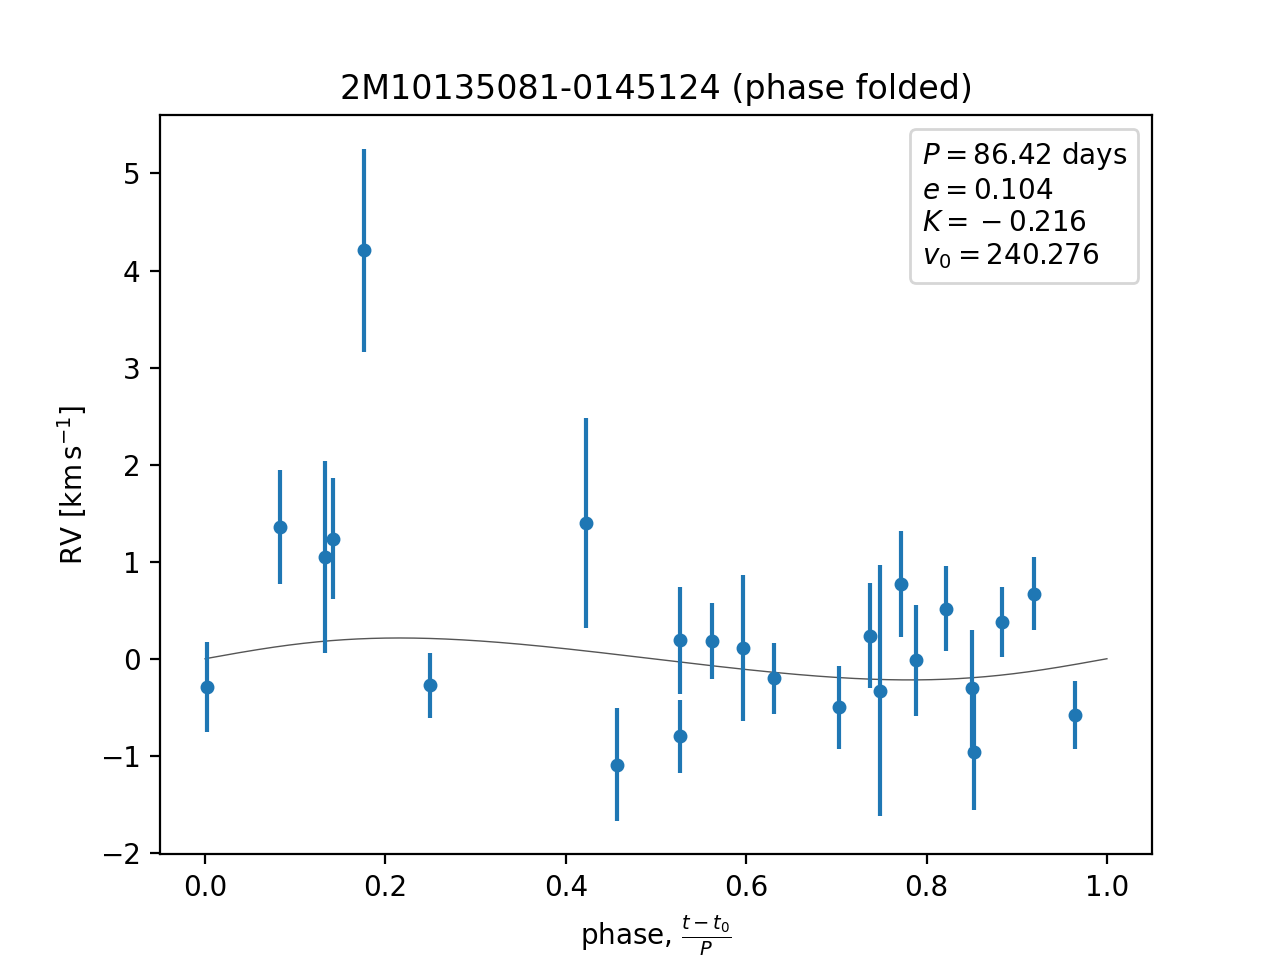 2M10135081-0145124 (phase folded)
P = 86.42 days
e = 0.104
K = −0.216
v₀ = 240.276
5
4
3
2
1
0
−1
−2
RV [km s⁻¹]
0.0 0.2 0.4 0.6 0.8 1.0
phase, (t − t₀)/P